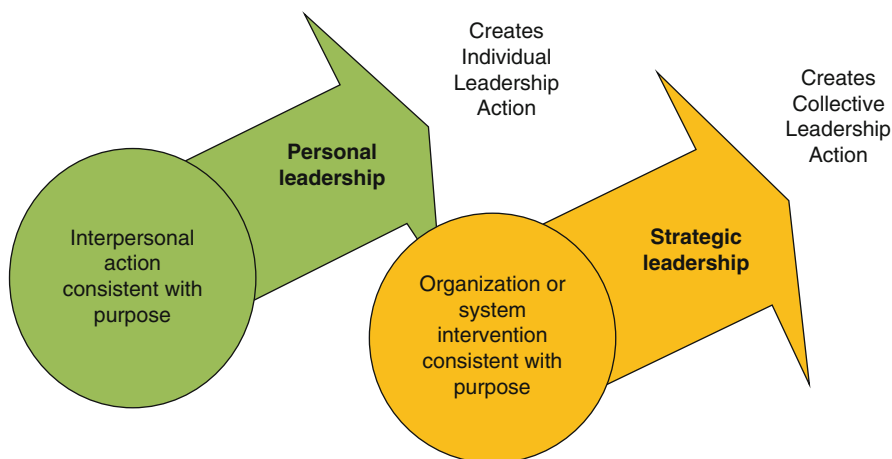 Creates
Individual
Leadership
Action
Creates
Collective
Leadership
Action
Personal
leadership
Interpersonal
action
consistent with
purpose
Strategic
leadership
Organization or
system
intervention
consistent with
purpose